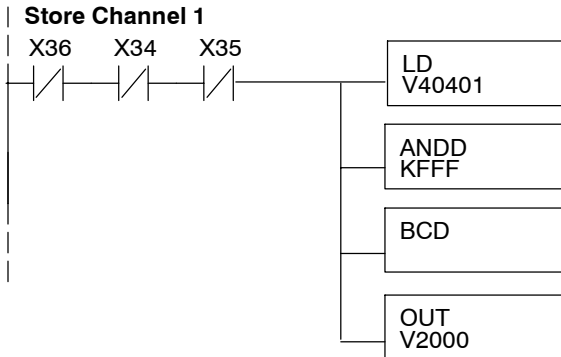 Store Channel 1
X36 X34 X35
LD
V40401
ANDD
KFFF
BCD
OUT
V2000